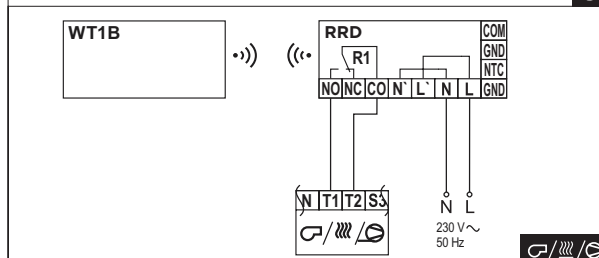 WT1B
RRD
R1
COM
GND
NTC
GND
NO NC CO N` L` N L
N T1 T2 S3
N L
230 V~
50 Hz